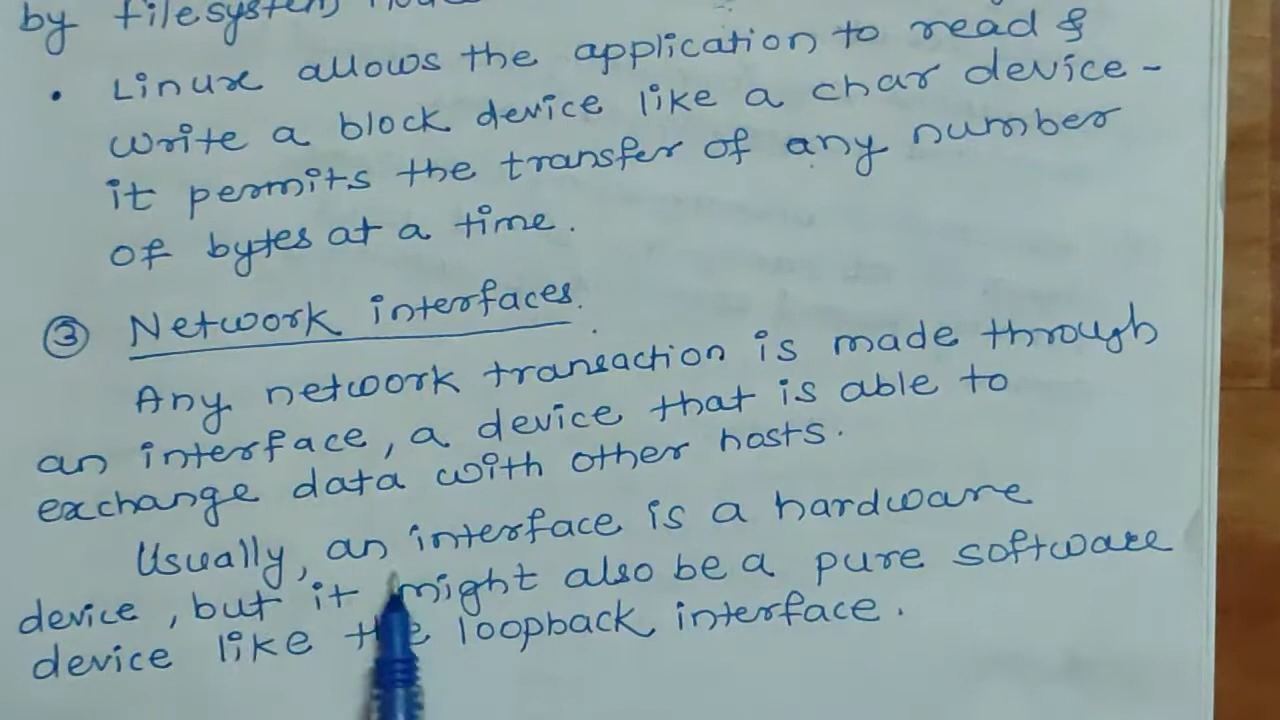 by filesystem
• Linux allows the application to read &
write a block device like a char device -
it permits the transfer of any number
of bytes at a time.
③ Network interfaces.
Any network transaction is made through
an interface, a device that is able to
exchange data with other hosts.
Usually, an interface is a hardware
device, but it might also be a pure software
device like the loopback interface.